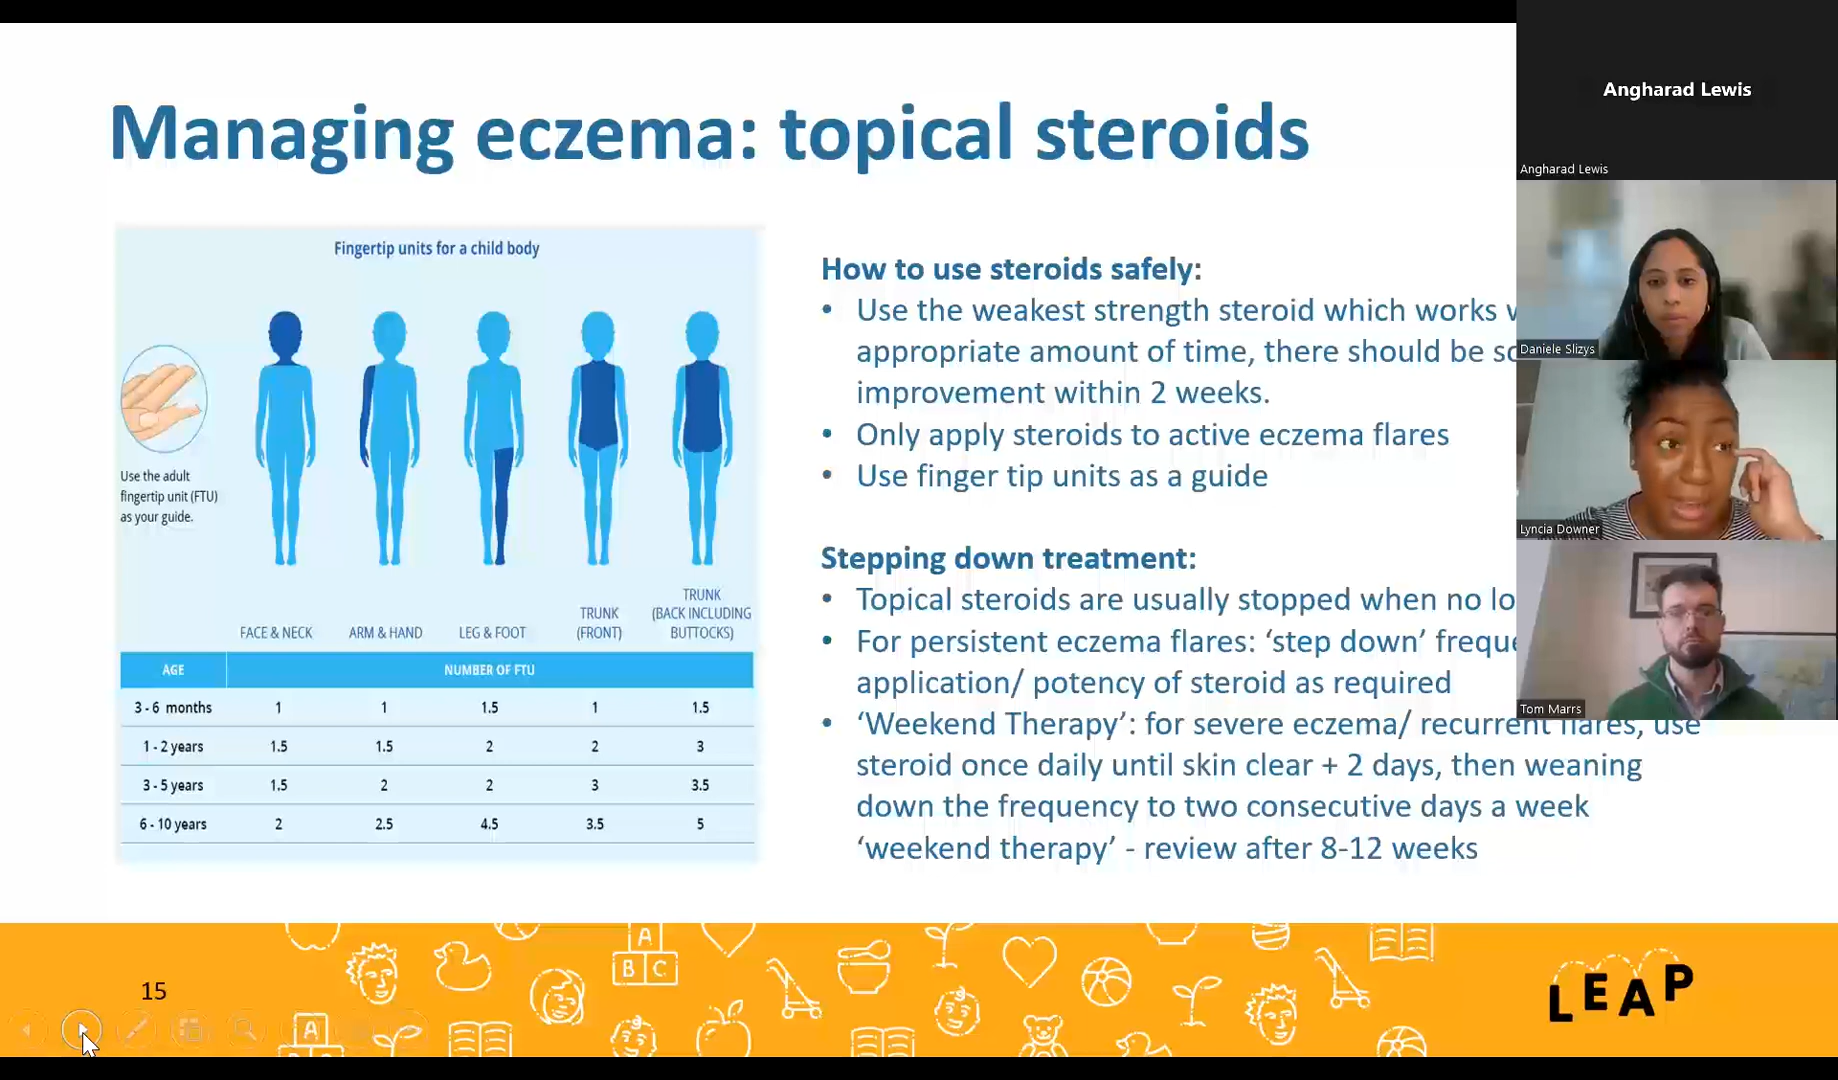 Managing eczema: topical steroids
Fingertip units for a child body
Use the adult
fingertip unit (FTU)
as your guide.
FACE & NECK
ARM & HAND
LEG & FOOT
TRUNK
(FRONT)
TRUNK
(BACK INCLUDING
BUTTOCKS)
AGE NUMBER OF FTU
3 - 6 months 1 1 1.5 1 1.5
1 - 2 years 1.5 1.5 2 2 3
3 - 5 years 1.5 2 2 3 3.5
6 - 10 years 2 2.5 4.5 3.5 5
How to use steroids safely:
• Use the weakest strength steroid which works
appropriate amount of time, there should be
improvement within 2 weeks.
• Only apply steroids to active eczema flares
• Use finger tip units as a guide
Stepping down treatment:
• Topical steroids are usually stopped when no
• For persistent eczema flares: ‘step down’
application/ potency of steroid as required
• ‘Weekend Therapy’: for severe eczema/ recurrent flares, use
steroid once daily until skin clear + 2 days, then weaning
down the frequency to two consecutive days a week
‘weekend therapy’ - review after 8-12 weeks
Angharad Lewis
Angharad Lewis
Daniele Slizys
Lyncia Downer
Tom Marrs
15
A
B C
A
LEAP